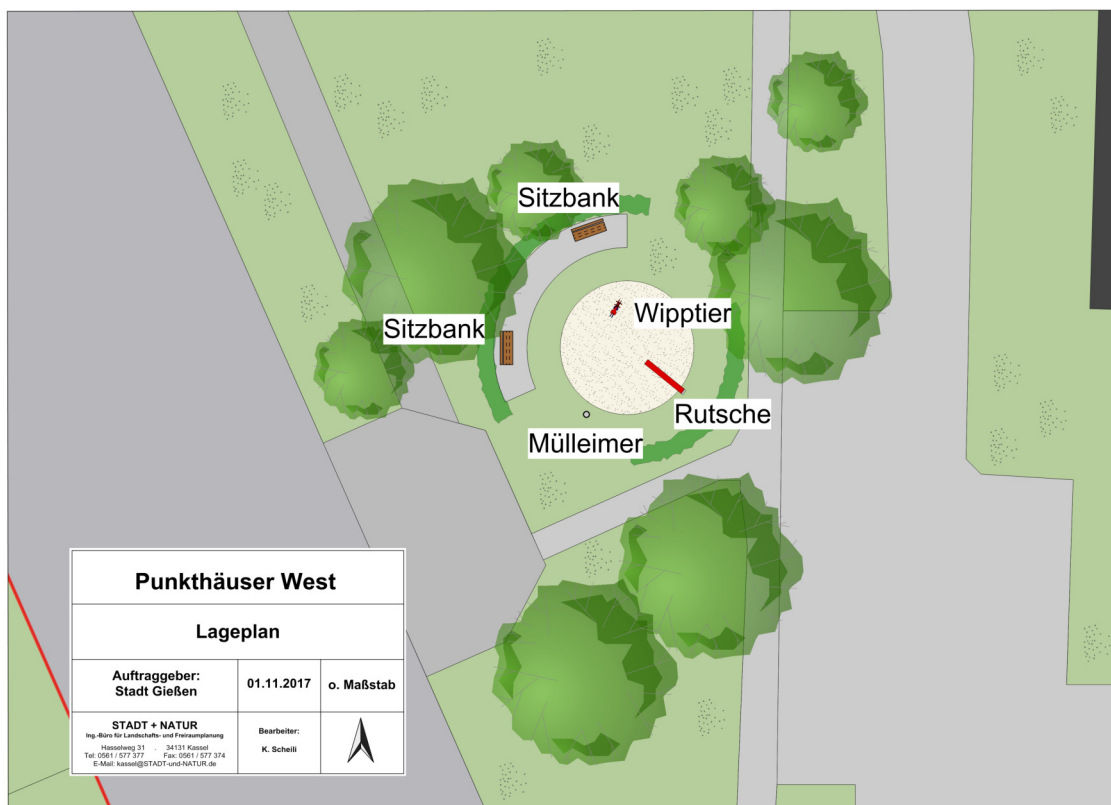 Sitzbank
Sitzbank
Wipptier
Rutsche
Mülleimer
Punkthäuser West
Lageplan
Auftraggeber:
Stadt Gießen
01.11.2017
o. Maßstab
STADT + NATUR
Ing.-Büro für Landschafts- und Freiraumplanung
Hasselweg 31 . 34131 Kassel
Tel: 0561 / 577 377 Fax: 0561 / 577 374
E-Mail: kassel@STADT-und-NATUR.de
Bearbeiter:
K. Scheili